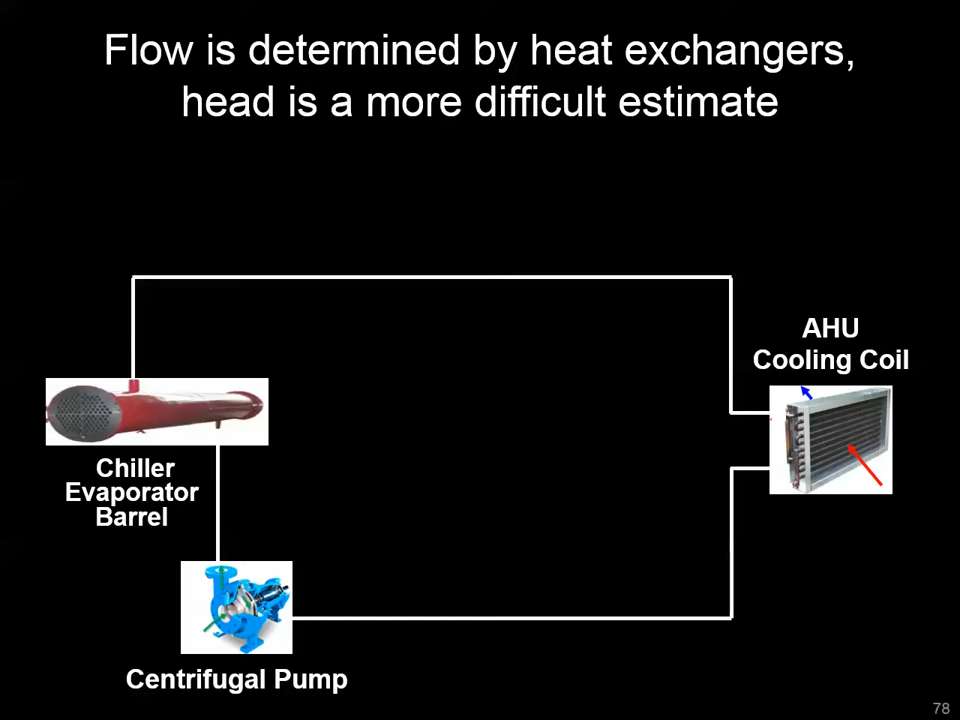 Flow is determined by heat exchangers,
head is a more difficult estimate
AHU
Cooling Coil
Chiller
Evaporator
Barrel
Centrifugal Pump
78